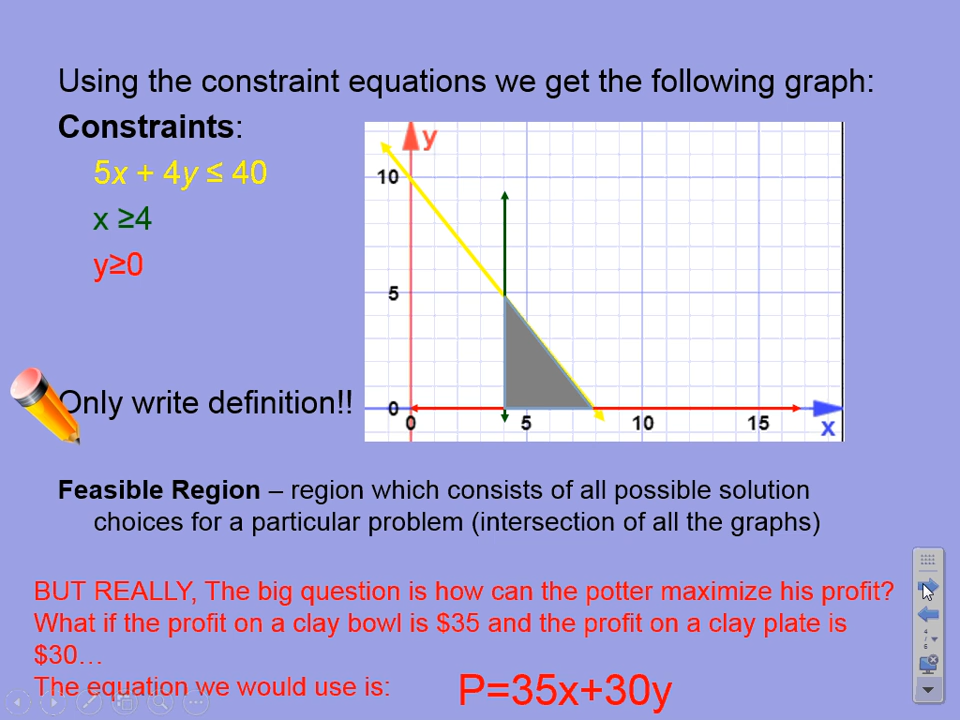 Using the constraint equations we get the following graph:
Constraints:
5x + 4y ≤ 40
x ≥4
y≥0
y
10
5
0
0 5 10 15
x
Only write definition!!
Feasible Region – region which consists of all possible solution
choices for a particular problem (intersection of all the graphs)
BUT REALLY, The big question is how can the potter maximize his profit?
What if the profit on a clay bowl is $35 and the profit on a clay plate is
$30…
The equation we would use is: P=35x+30y
4
/
6